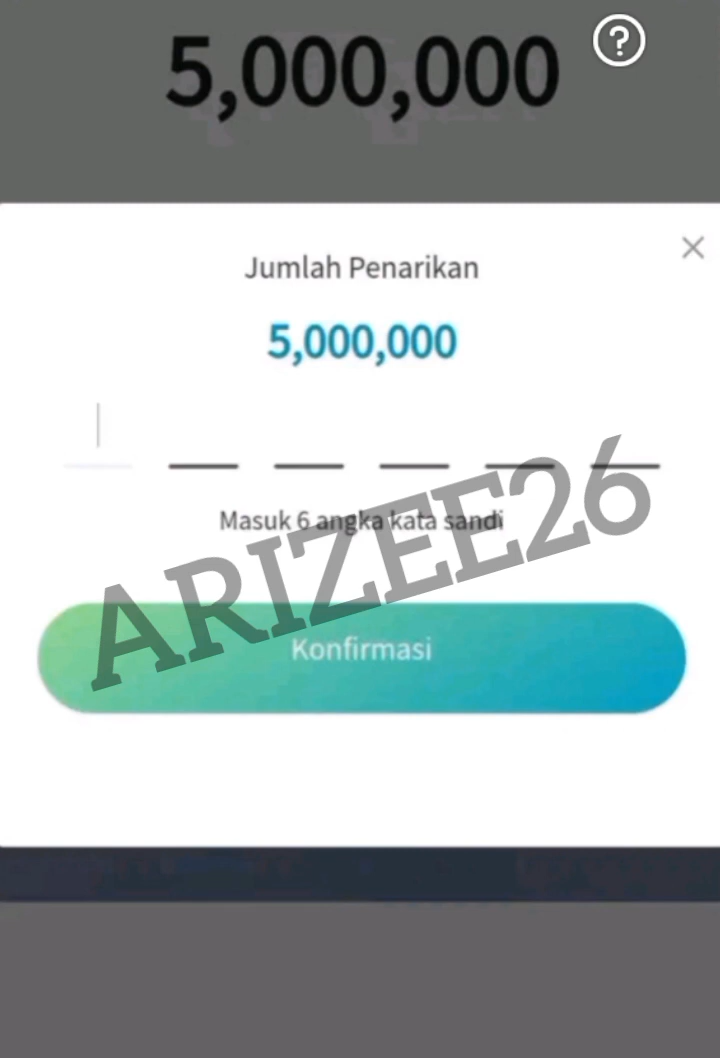 5,000,000
?
Jumlah Penarikan
5,000,000
Masuk 6 angka kata sandi
ARIZEE26
Konfirmasi